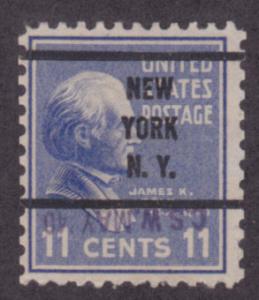 UNITED
STATES
POSTAGE
NEW
YORK
N. Y.
JAMES K.
11 CENTS 11